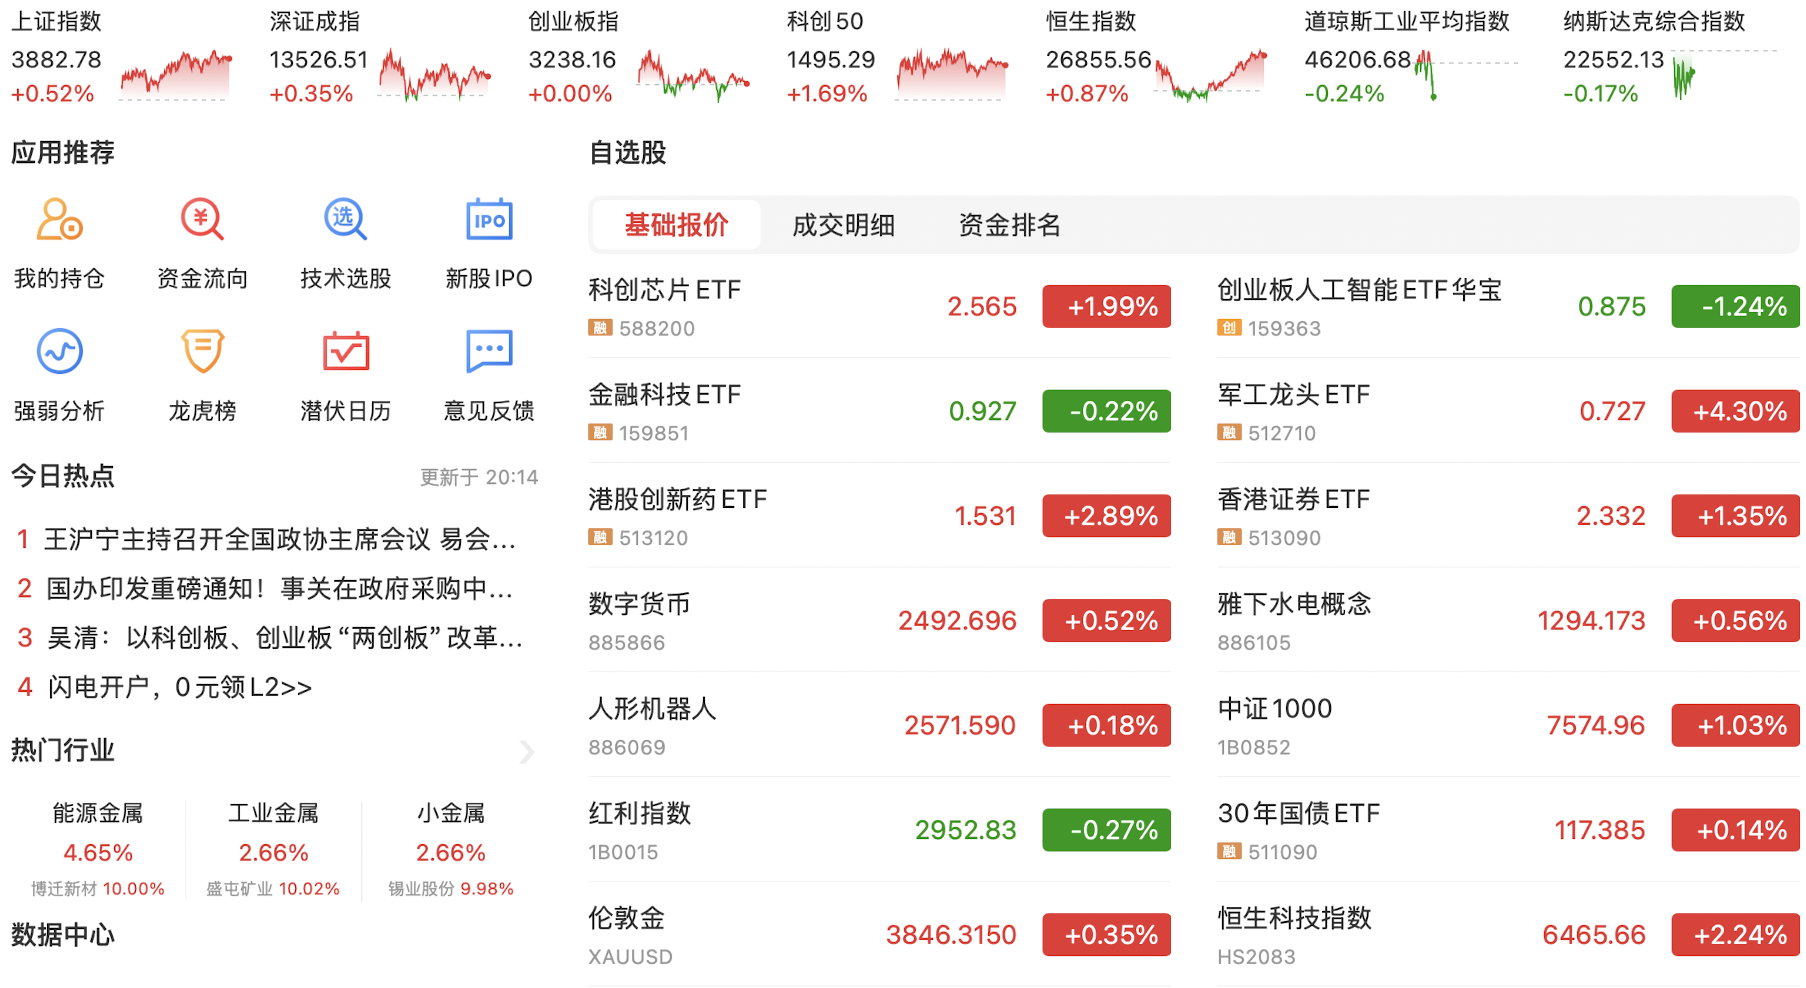 上证指数
3882.78
+0.52%
深证成指
13526.51
+0.35%
创业板指
3238.16
+0.00%
科创50
1495.29
+1.69%
恒生指数
26855.56
+0.87%
道琼斯工业平均指数
46206.68
-0.24%
纳斯达克综合指数
22552.13
-0.17%
应用推荐
¥
选
IPO
我的持仓
资金流向
技术选股
新股IPO
强弱分析
龙虎榜
潜伏日历
意见反馈
今日热点
更新于 20:14
1 王沪宁主持召开全国政协主席会议 易会...
2 国办印发重磅通知！事关在政府采购中...
3 吴清：以科创板、创业板“两创板”改革...
4 闪电开户，0元领L2>>
热门行业
能源金属
4.65%
博迁新材 10.00%
工业金属
2.66%
盛屯矿业 10.02%
小金属
2.66%
锡业股份 9.98%
数据中心
自选股
基础报价
成交明细
资金排名
科创芯片ETF
融 588200
2.565
+1.99%
创业板人工智能ETF华宝
创 159363
0.875
-1.24%
金融科技ETF
融 159851
0.927
-0.22%
军工龙头ETF
融 512710
0.727
+4.30%
港股创新药ETF
融 513120
1.531
+2.89%
香港证券ETF
融 513090
2.332
+1.35%
数字货币
885866
2492.696
+0.52%
雅下水电概念
886105
1294.173
+0.56%
人形机器人
886069
2571.590
+0.18%
中证1000
1B0852
7574.96
+1.03%
红利指数
1B0015
2952.83
-0.27%
30年国债ETF
融 511090
117.385
+0.14%
伦敦金
XAUUSD
3846.3150
+0.35%
恒生科技指数
HS2083
6465.66
+2.24%